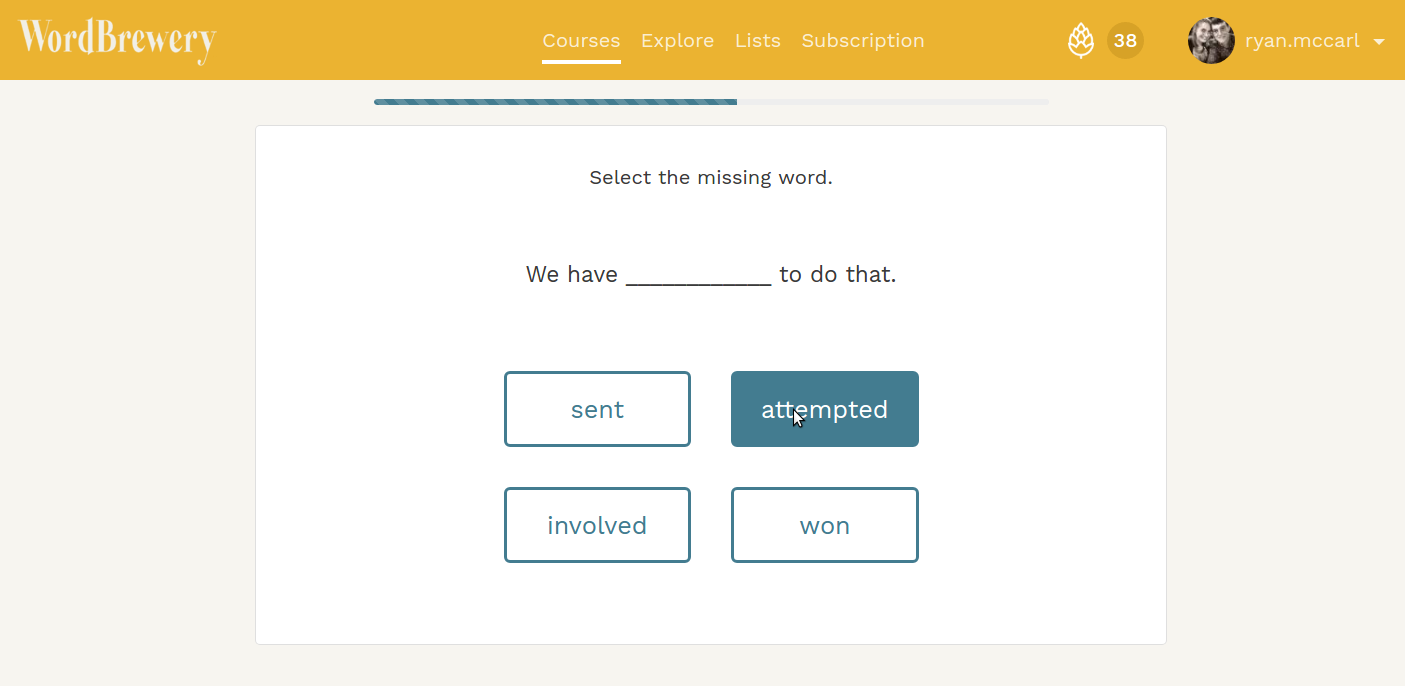 WordBrewery
Courses Explore Lists Subscription
38
ryan.mccarl
Select the missing word.
We have ____________ to do that.
sent
attempted
involved
won